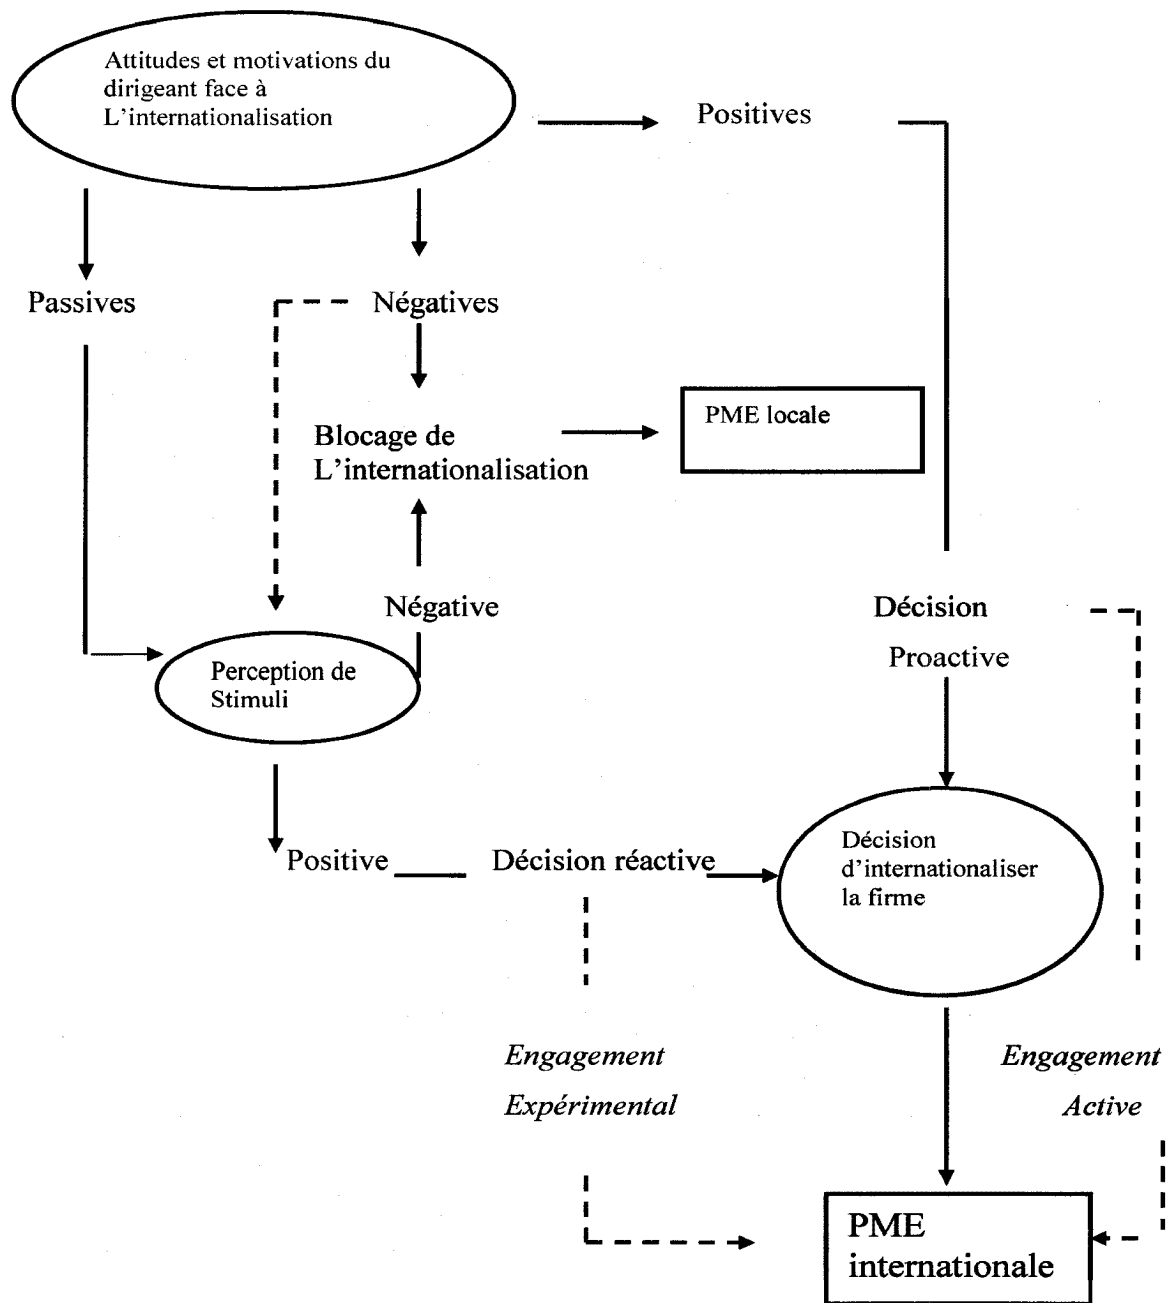 Attitudes et motivations du
dirigeant face à
L'internationalisation
Positives
Passives
Négatives
Blocage de
L'internationalisation
PME locale
Négative
Décision
Proactive
Perception de
Stimuli
Positive
Décision réactive
Décision
d'internationaliser
la firme
Engagement
Expérimental
Engagement
Active
PME
internationale